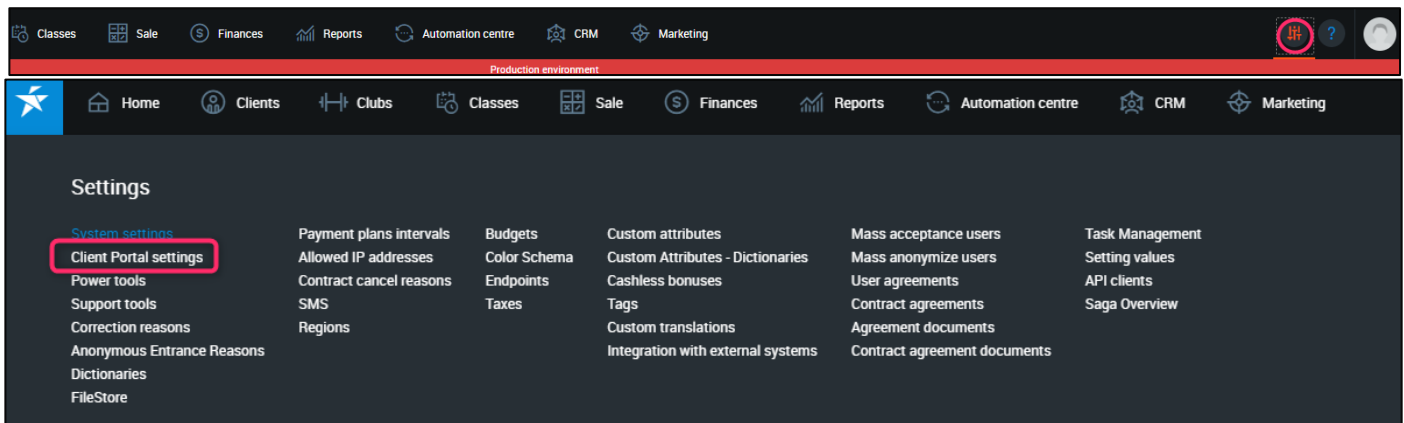 Classes Sale Finances Reports Automation centre CRM Marketing ?
Production environment
Home Clients Clubs Classes Sale Finances Reports Automation centre CRM Marketing
Settings
System settings Payment plans intervals Budgets Custom attributes Mass acceptance users Task Management
Client Portal settings Allowed IP addresses Color Schema Custom Attributes - Dictionaries Mass anonymize users Setting values
Power tools Contract cancel reasons Endpoints Cashless bonuses User agreements API clients
Support tools SMS Taxes Tags Contract agreements Saga Overview
Correction reasons Regions Custom translations Agreement documents
Anonymous Entrance Reasons Integration with external systems Contract agreement documents
Dictionaries
FileStore